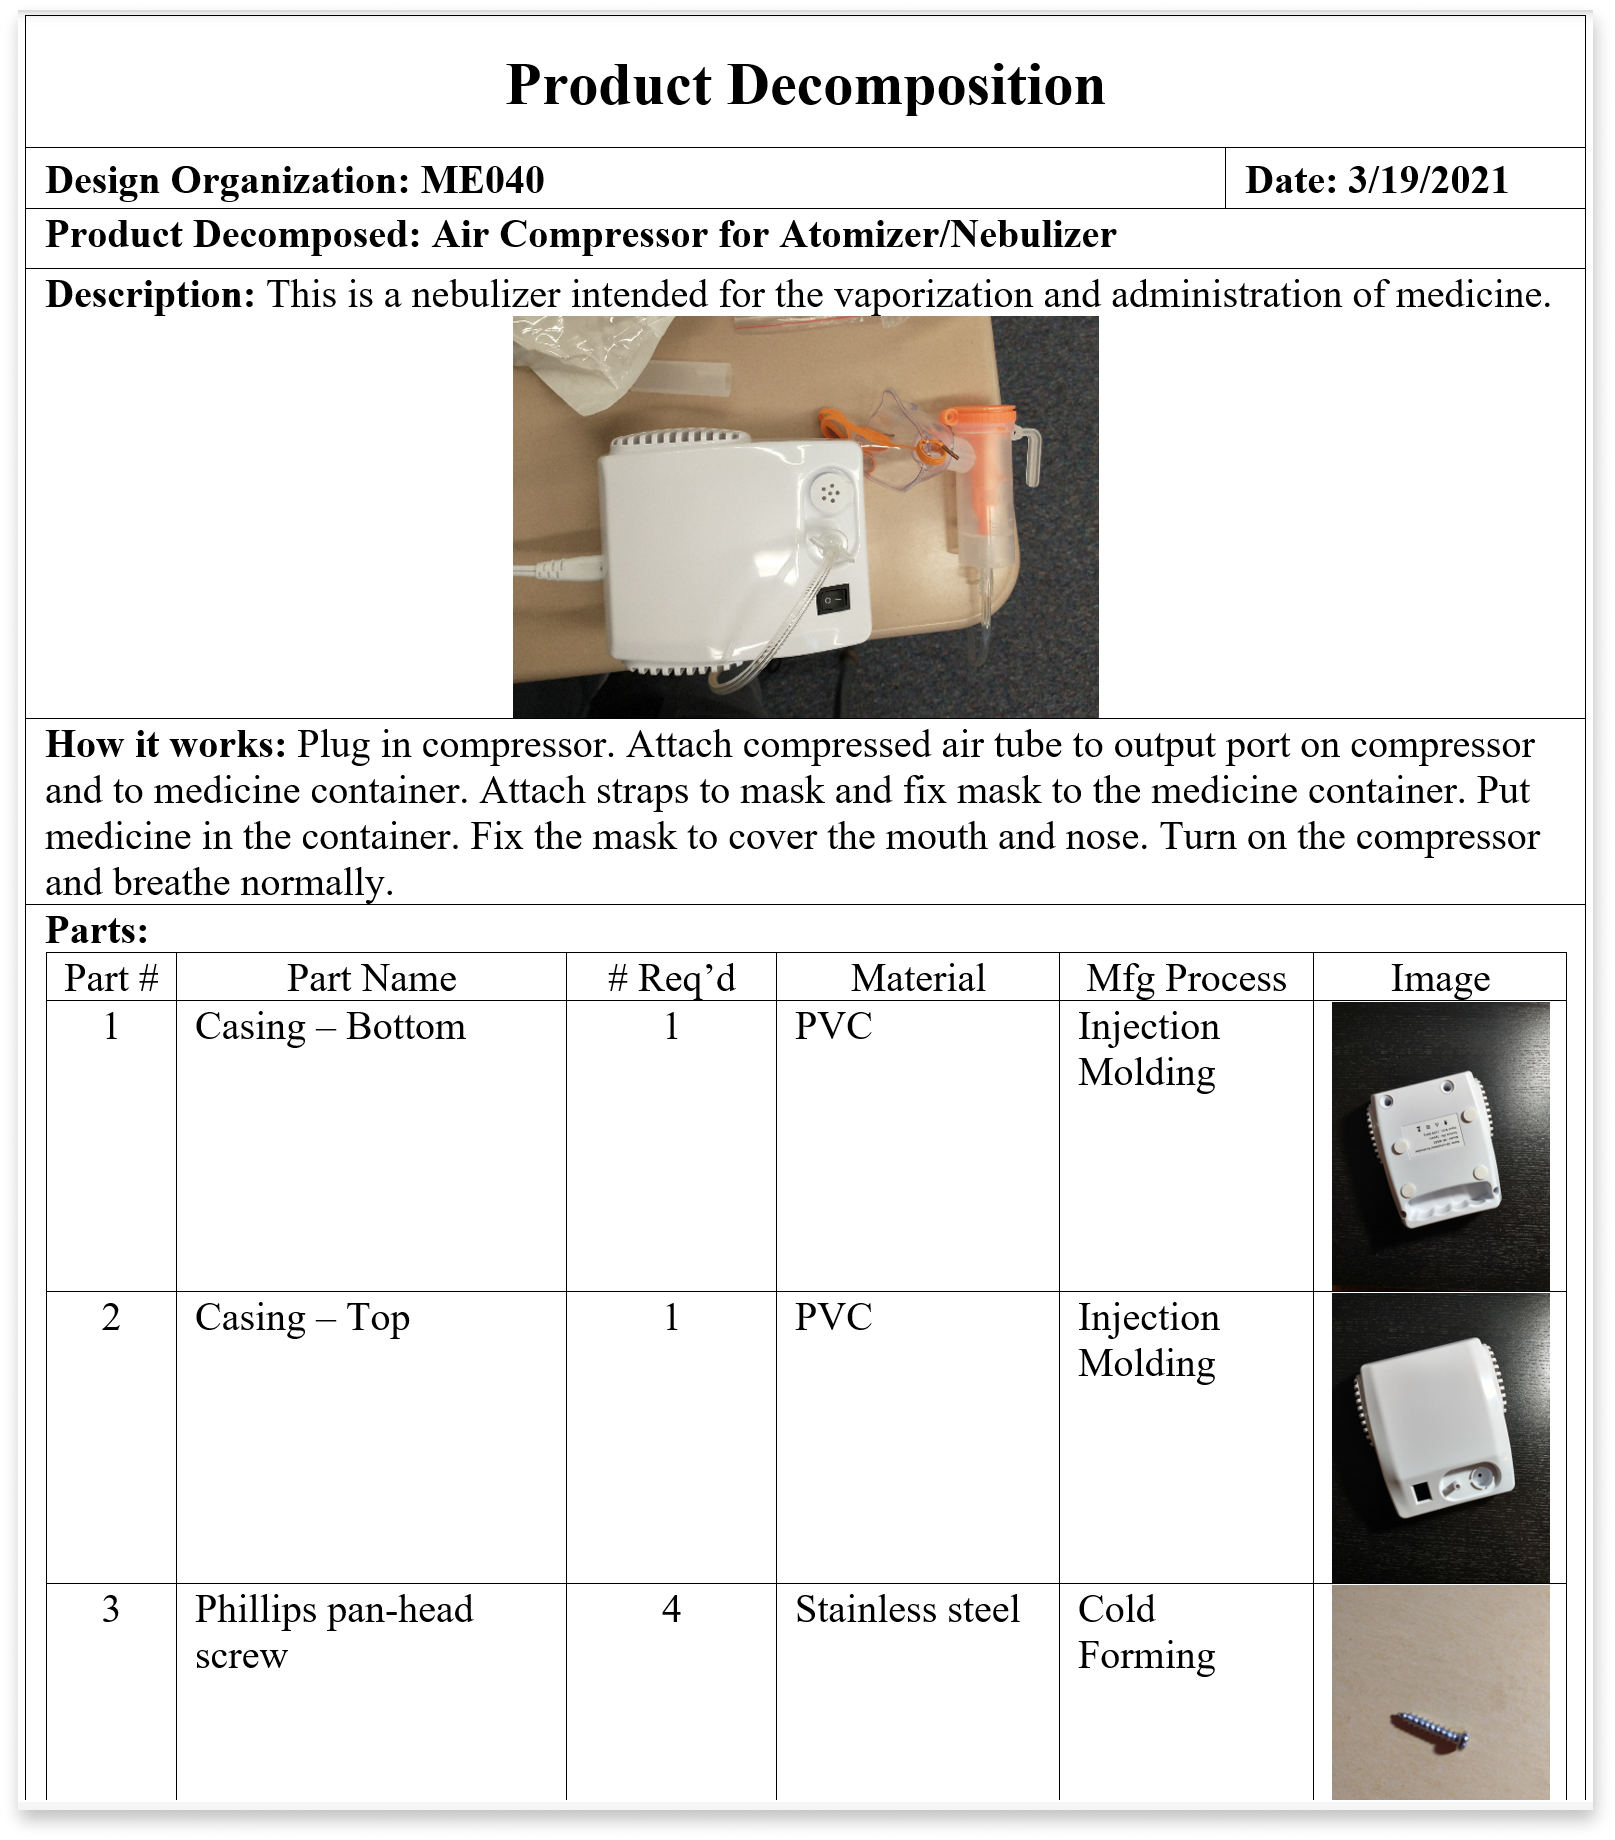 Product Decomposition
Design Organization: ME040
Date: 3/19/2021
Product Decomposed: Air Compressor for Atomizer/Nebulizer
Description: This is a nebulizer intended for the vaporization and administration of medicine.
How it works: Plug in compressor. Attach compressed air tube to output port on compressor
and to medicine container. Attach straps to mask and fix mask to the medicine container. Put
medicine in the container. Fix the mask to cover the mouth and nose. Turn on the compressor
and breathe normally.
Parts:
Part # Part Name # Req’d Material Mfg Process Image
1 Casing – Bottom 1 PVC Injection
Molding
2 Casing – Top 1 PVC Injection
Molding
3 Phillips pan-head 4 Stainless steel Cold
screw Forming